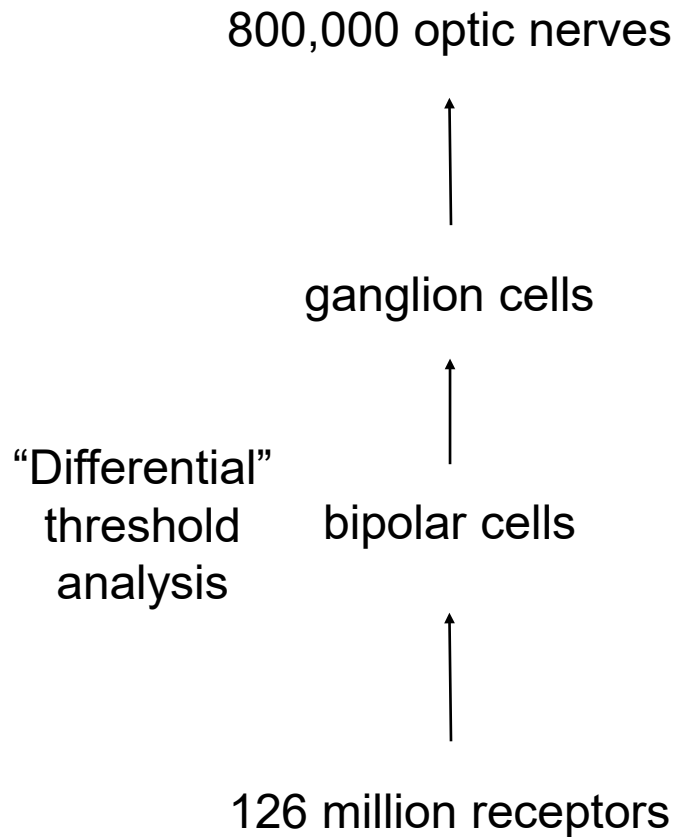 800,000 optic nerves
ganglion cells
“Differential”
threshold
analysis
bipolar cells
126 million receptors